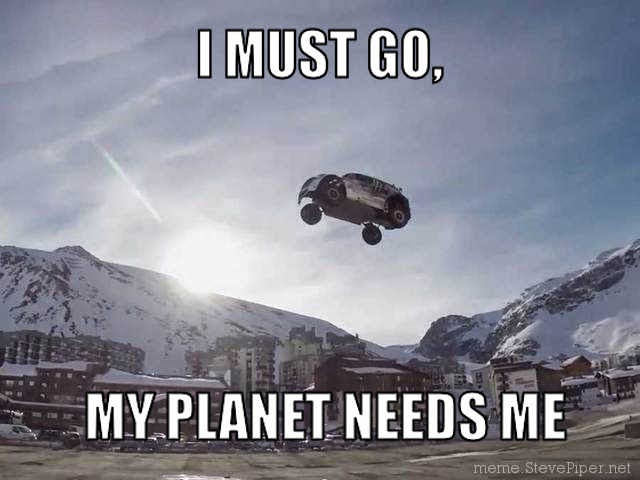 I MUST GO,
MY PLANET NEEDS ME
meme.StevePiper.net